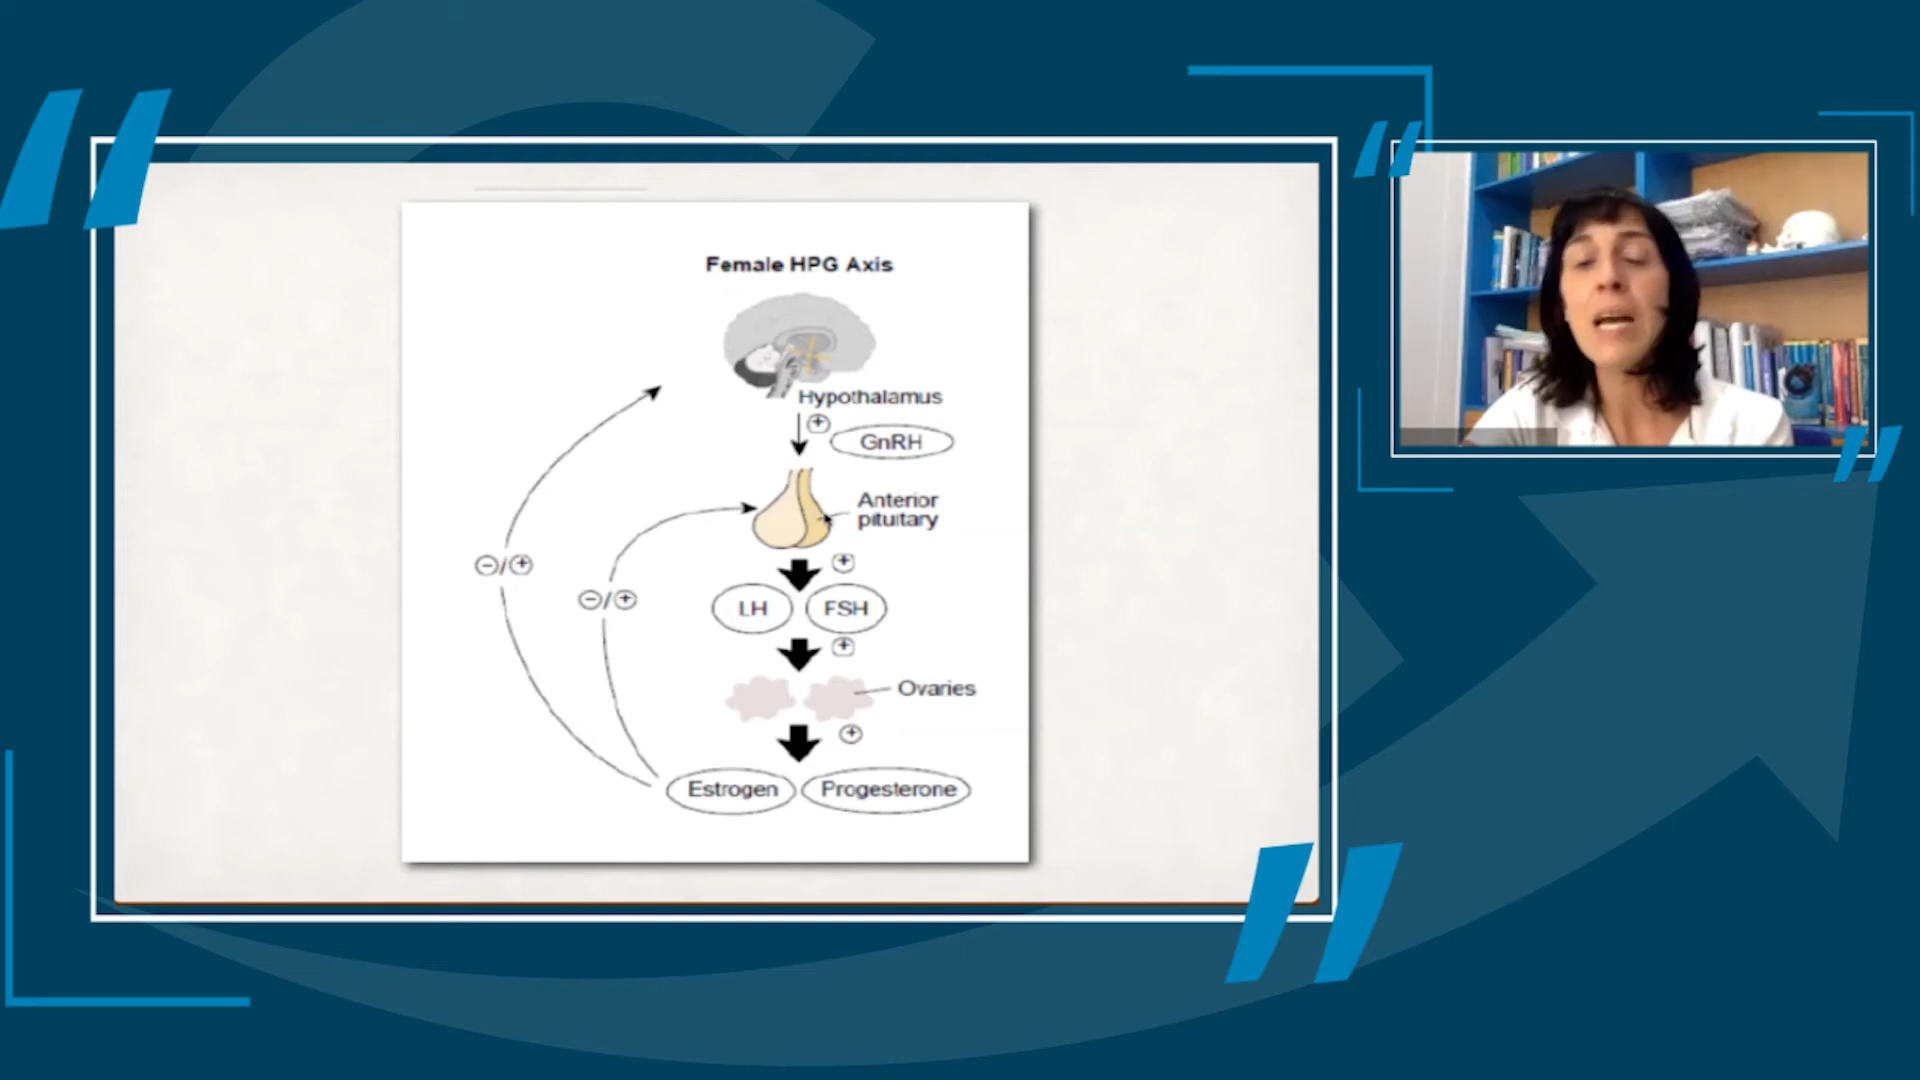 Female HPG Axis
Hypothalamus
+
GnRH
Anterior
pituitary
−/+
−/+
+
LH
FSH
+
Ovaries
+
Estrogen
Progesterone